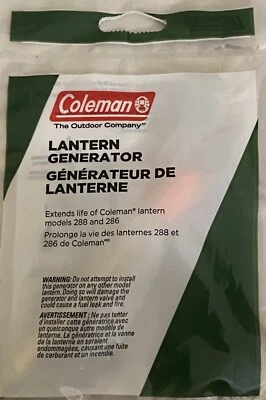 Coleman®
The Outdoor Company™
LANTERN
GENERATOR
GÉNÉRATEUR DE
LANTERNE
Extends life of Coleman® lantern
models 288 and 286
Prolonge la vie des lanternes 288 et
286 de Coleman
WARNING: Do not attempt to install
this generator on any other model
lantern. Doing so will damage the
generator and lantern valve and
could cause a fuel leak and fire.
AVERTISSEMENT : Ne pas tenter
d'installer cette génératrice avec
un quelconque autre modèle de
lanterne. La génératrice et la vanne
de la lanterne en seraient
endommagées, causant une fuite
de carburant et un incendie.